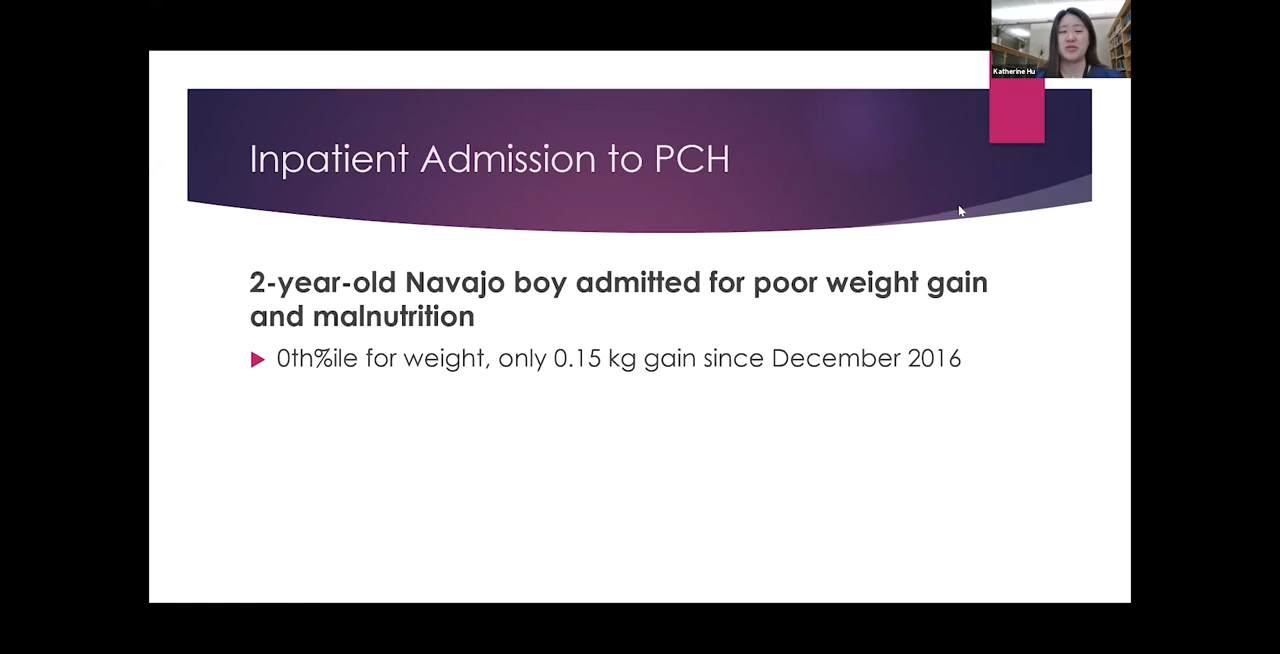 Katherine Hu
Inpatient Admission to PCH
2-year-old Navajo boy admitted for poor weight gain
and malnutrition
0th%ile for weight, only 0.15 kg gain since December 2016